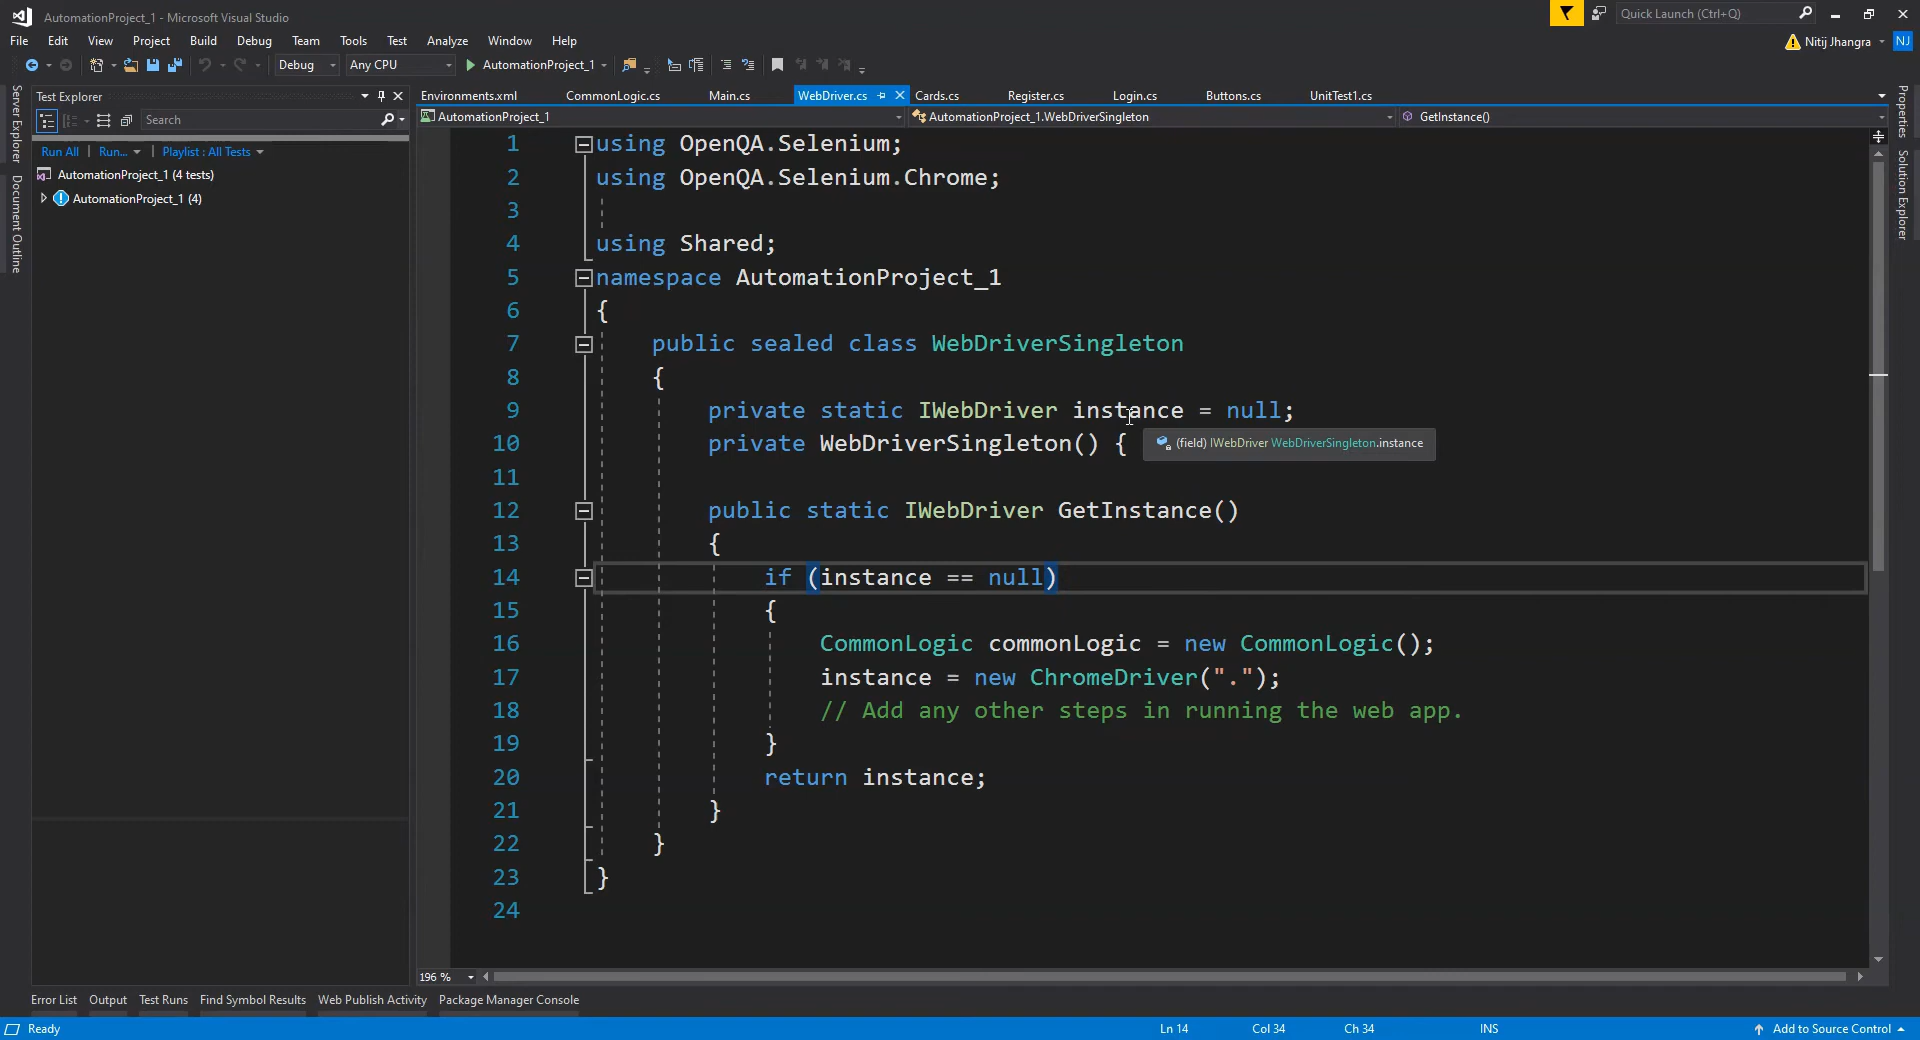 AutomationProject_1 - Microsoft Visual Studio
Quick Launch (Ctrl+Q)
File Edit View Project Build Debug Team Tools Test Analyze Window Help
Nitij Jhangra NJ
Debug Any CPU AutomationProject_1
Server Explorer
Document Outline
Test Explorer
Search
Run All Run... Playlist : All Tests
AutomationProject_1 (4 tests)
AutomationProject_1 (4)
Environments.xml CommonLogic.cs Main.cs WebDriver.cs Cards.cs Register.cs Login.cs Buttons.cs UnitTest1.cs
AutomationProject_1 AutomationProject_1.WebDriverSingleton GetInstance()
1 using OpenQA.Selenium;
2 using OpenQA.Selenium.Chrome;
3
4 using Shared;
5 namespace AutomationProject_1
6 {
7 public sealed class WebDriverSingleton
8 {
9 private static IWebDriver instance = null;
10 private WebDriverSingleton() {
(field) IWebDriver WebDriverSingleton.instance
11
12 public static IWebDriver GetInstance()
13 {
14 if (instance == null)
15 {
16 CommonLogic commonLogic = new CommonLogic();
17 instance = new ChromeDriver(".");
18 // Add any other steps in running the web app.
19 }
20 return instance;
21 }
22 }
23 }
24
196 %
Properties
Solution Explorer
Error List Output Test Runs Find Symbol Results Web Publish Activity Package Manager Console
Ready Ln 14 Col 34 Ch 34 INS Add to Source Control